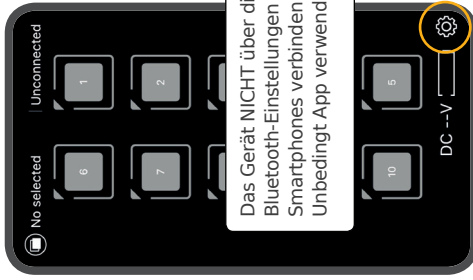 No selected
Unconnected
1
2
5
6
7
10
Das Gerät NICHT über di
Bluetooth-Einstellungen
Smartphones verbinden
Unbedingt App verwend
DC --V